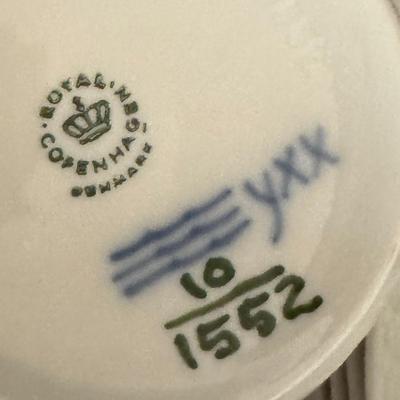 ROYAL
COPENHAGEN
DENMARK
yxx
10
1552